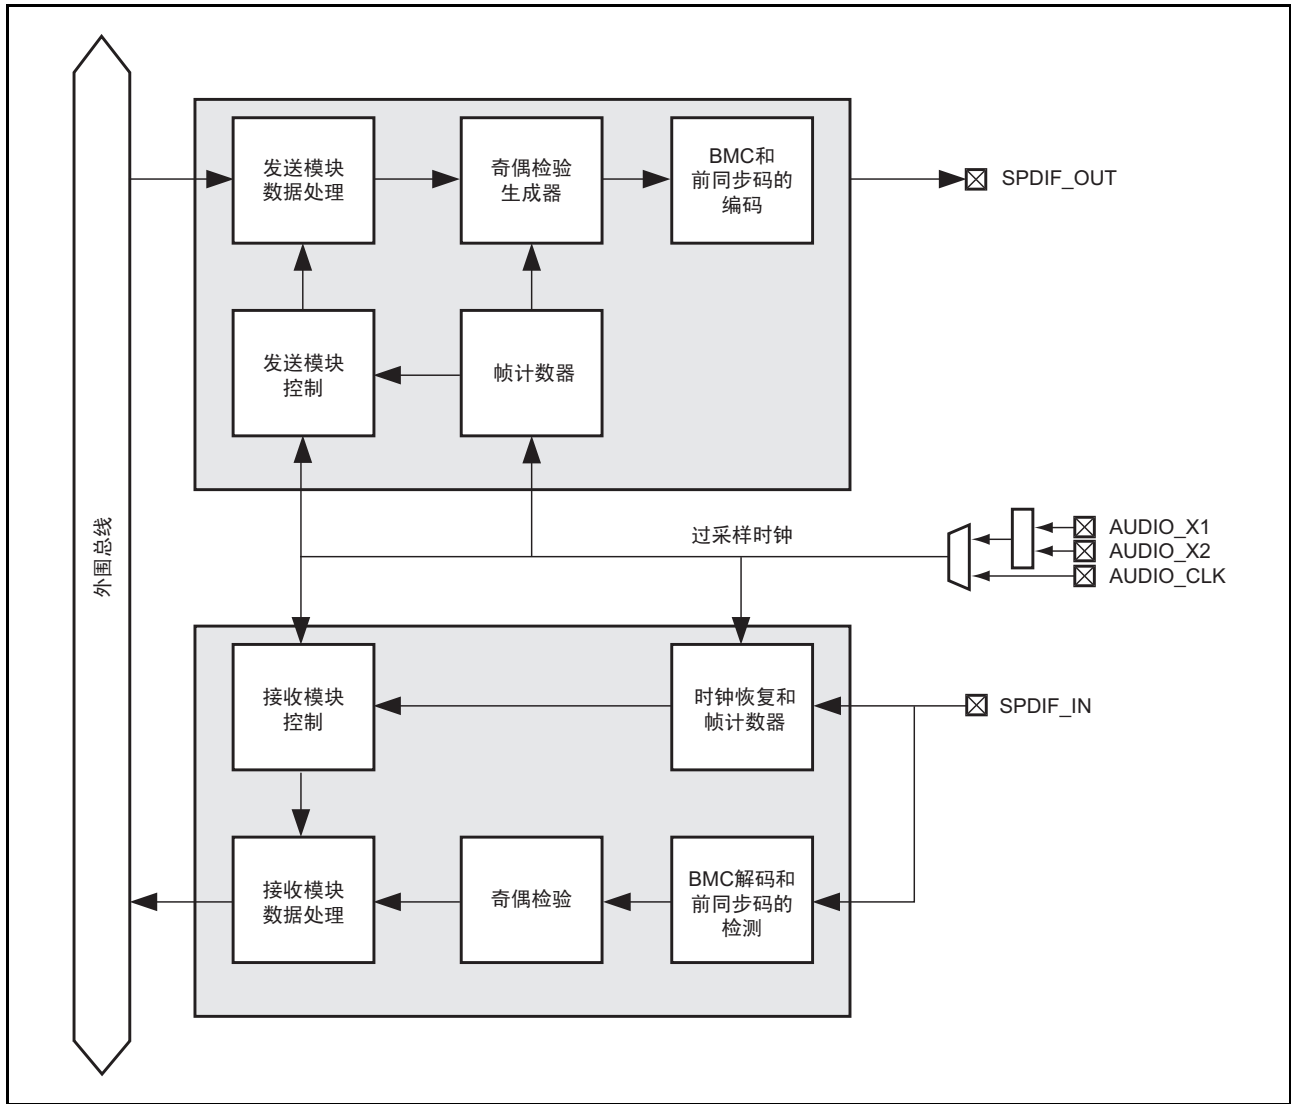 发送模块
数据处理
奇偶检验
生成器
BMC和
前同步码的
编码
SPDIF_OUT
发送模块
控制
帧计数器
外围总线
过采样时钟
AUDIO_X1
AUDIO_X2
AUDIO_CLK
接收模块
控制
时钟恢复和
帧计数器
SPDIF_IN
接收模块
数据处理
奇偶检验
BMC解码和
前同步码的
检测